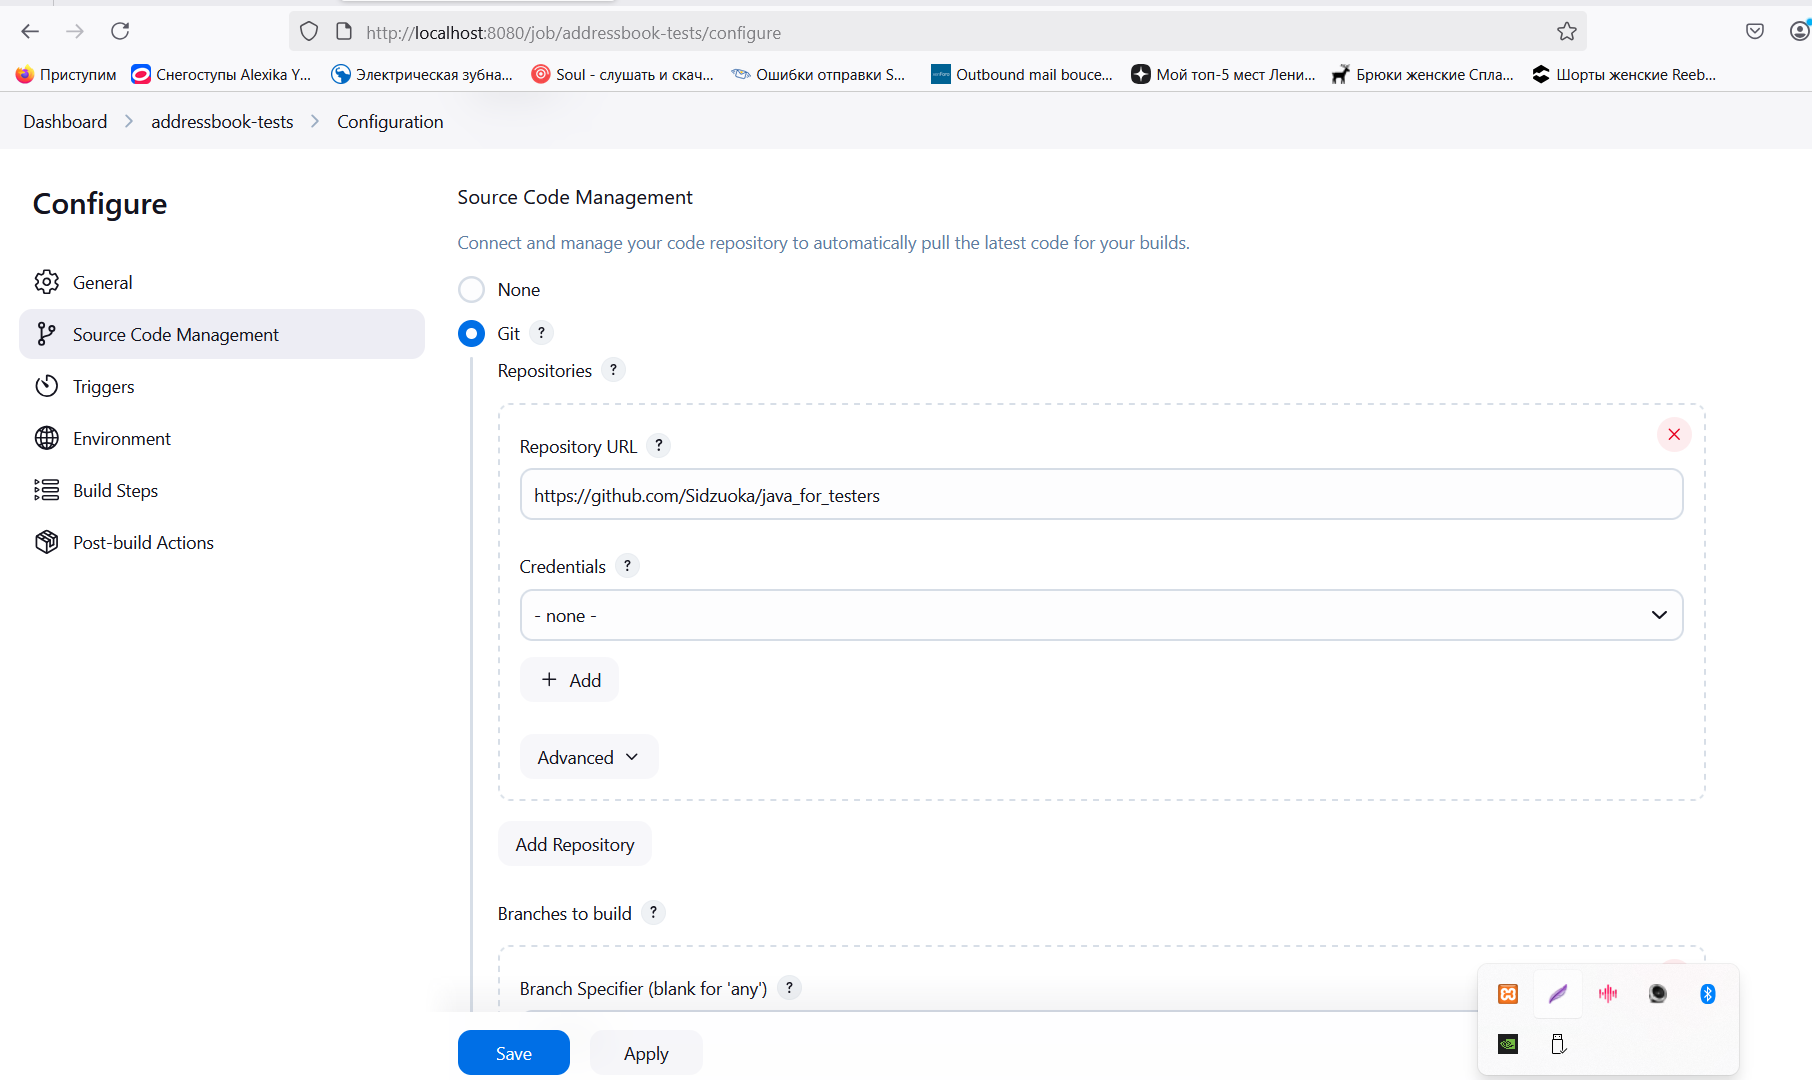 http://localhost:8080/job/addressbook-tests/configure
Приступим
Снегоступы Alexika Y...
Электрическая зубна...
Soul - слушать и скач...
Ошибки отправки S...
Outbound mail bouce...
Мой топ-5 мест Лени...
Брюки женские Спла...
Шорты женские Reeb...
Dashboard > addressbook-tests > Configuration
Configure
General
Source Code Management
Triggers
Environment
Build Steps
Post-build Actions
Source Code Management
Connect and manage your code repository to automatically pull the latest code for your builds.
None
Git ?
Repositories ?
Repository URL ?
https://github.com/Sidzuoka/java_for_testers
Credentials ?
- none -
+ Add
Advanced
Add Repository
Branches to build ?
Branch Specifier (blank for 'any') ?
Save
Apply